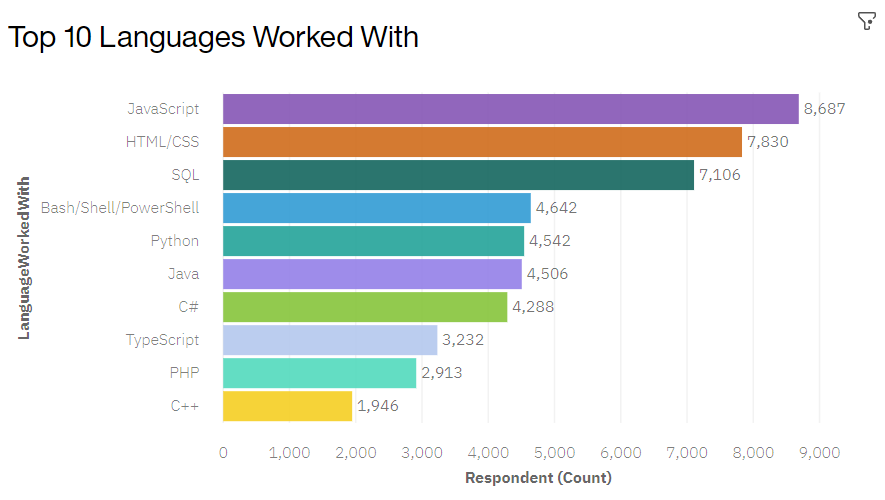 Top 10 Languages Worked With
LanguageWorkedWith
JavaScript 8,687
HTML/CSS 7,830
SQL 7,106
Bash/Shell/PowerShell 4,642
Python 4,542
Java 4,506
C# 4,288
TypeScript 3,232
PHP 2,913
C++ 1,946
0 1,000 2,000 3,000 4,000 5,000 6,000 7,000 8,000 9,000
Respondent (Count)